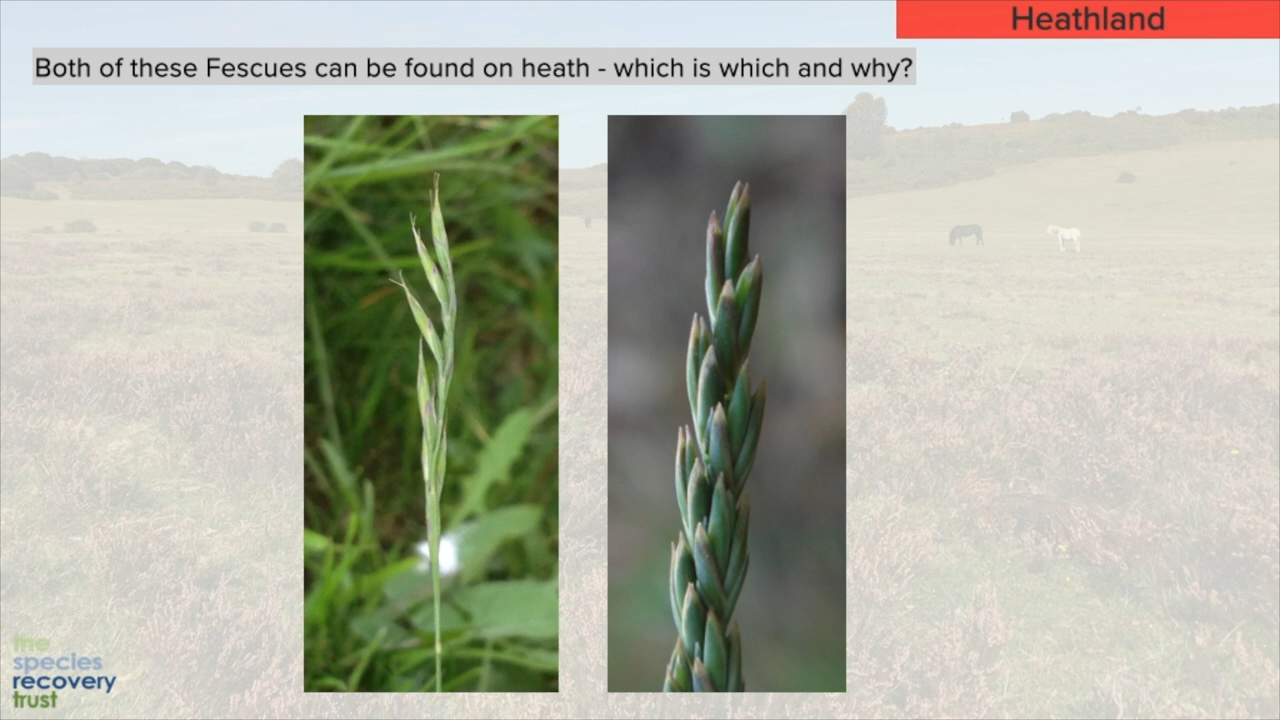 Heathland
Both of these Fescues can be found on heath - which is which and why?
the
species
recovery
trust